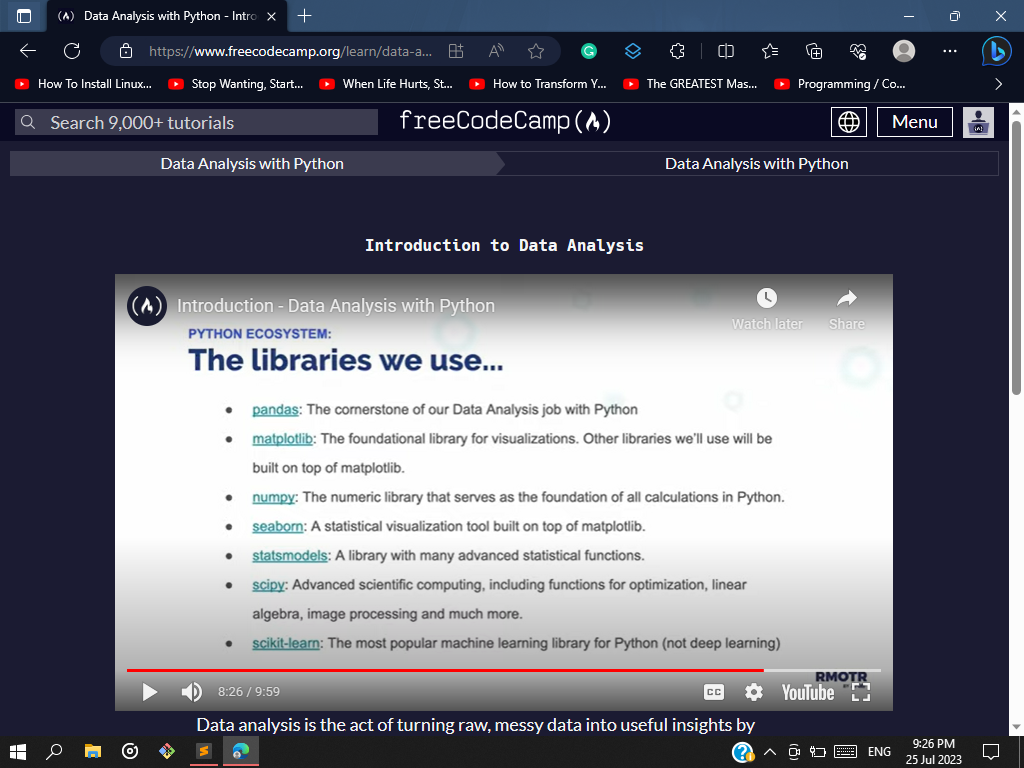 Data Analysis with Python - Intro
https://www.freecodecamp.org/learn/data-a...
How To Install Linux...
Stop Wanting, Start...
When Life Hurts, St...
How to Transform Y...
The GREATEST Mas...
Programming / Co...
Search 9,000+ tutorials
freeCodeCamp(🔥)
Menu
Data Analysis with Python
Data Analysis with Python
Introduction to Data Analysis
Introduction - Data Analysis with Python
Watch later
Share
PYTHON ECOSYSTEM:
The libraries we use...
• pandas: The cornerstone of our Data Analysis job with Python
• matplotlib: The foundational library for visualizations. Other libraries we'll use will be
built on top of matplotlib.
• numpy: The numeric library that serves as the foundation of all calculations in Python.
• seaborn: A statistical visualization tool built on top of matplotlib.
• statsmodels: A library with many advanced statistical functions.
• scipy: Advanced scientific computing, including functions for optimization, linear
algebra, image processing and much more.
• scikit-learn: The most popular machine learning library for Python (not deep learning)
RMOTR
8:26 / 9:59
CC
YouTube
Data analysis is the act of turning raw, messy data into useful insights by
ENG
9:26 PM
25 Jul 2023